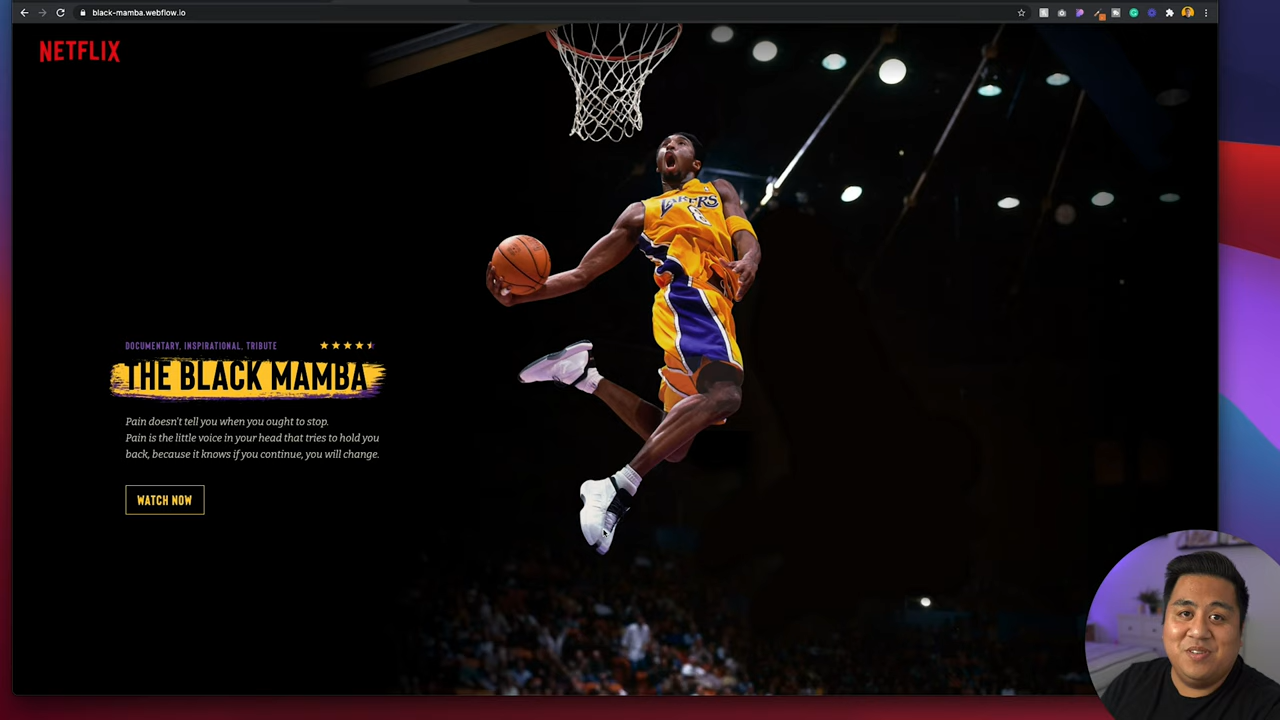 black-mamba.webflow.io
NETFLIX
LAKERS
8
DOCUMENTARY, INSPIRATIONAL, TRIBUTE
THE BLACK MAMBA
Pain doesn't tell you when you ought to stop.
Pain is the little voice in your head that tries to hold you
back, because it knows if you continue, you will change.
WATCH NOW